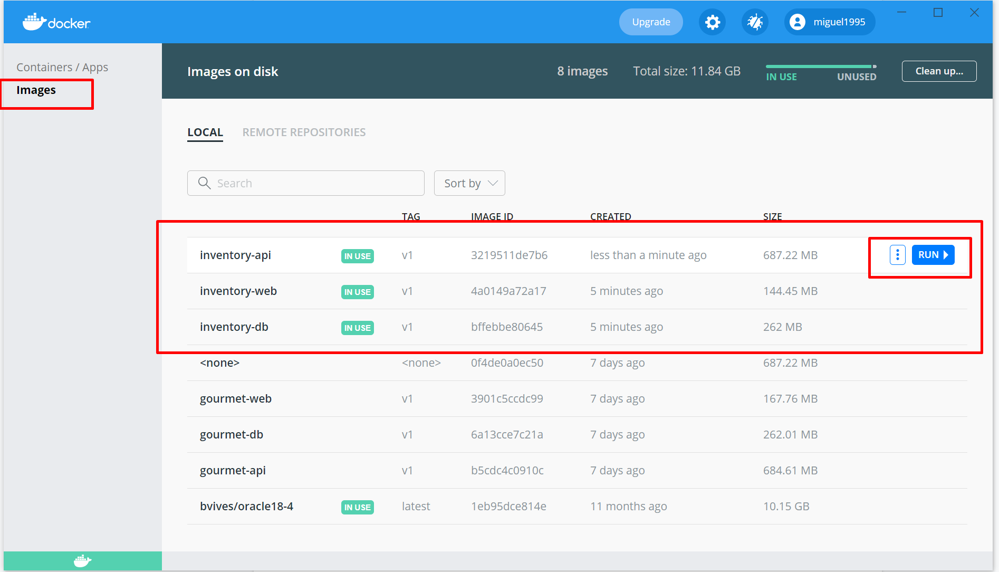 docker
Upgrade
miguel1995
Containers / Apps
Images
Images on disk
8 images
Total size: 11.84 GB
IN USE
UNUSED
Clean up...
LOCAL
REMOTE REPOSITORIES
Search
Sort by
TAG IMAGE ID CREATED SIZE
inventory-api IN USE v1 3219511de7b6 less than a minute ago 687.22 MB RUN
inventory-web IN USE v1 4a0149a72a17 5 minutes ago 144.45 MB
inventory-db IN USE v1 bffebbe80645 5 minutes ago 262 MB
<none> <none> 0f4de0a0ec50 7 days ago 687.22 MB
gourmet-web v1 3901c5ccdc99 7 days ago 167.76 MB
gourmet-db v1 6a13cce7c21a 7 days ago 262.01 MB
gourmet-api v1 b5cdc4c0910c 7 days ago 684.61 MB
bvives/oracle18-4 IN USE latest 1eb95dce814e 11 months ago 10.15 GB